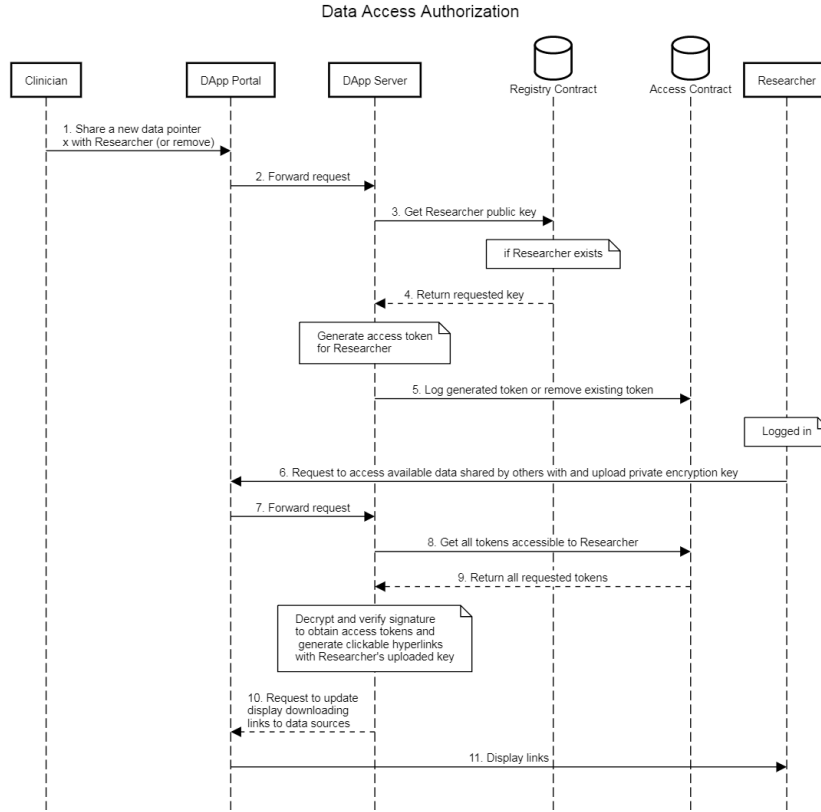 Data Access Authorization
Clinician
DApp Portal
DApp Server
Registry Contract
Access Contract
Researcher
1. Share a new data pointer
x with Researcher (or remove)
2. Forward request
3. Get Researcher public key
if Researcher exists
4. Return requested key
Generate access token
for Researcher
5. Log generated token or remove existing token
Logged in
6. Request to access available data shared by others with and upload private encryption key
7. Forward request
8. Get all tokens accessible to Researcher
9. Return all requested tokens
Decrypt and verify signature
to obtain access tokens and
generate clickable hyperlinks
with Researcher's uploaded key
10. Request to update
display downloading
links to data sources
11. Display links